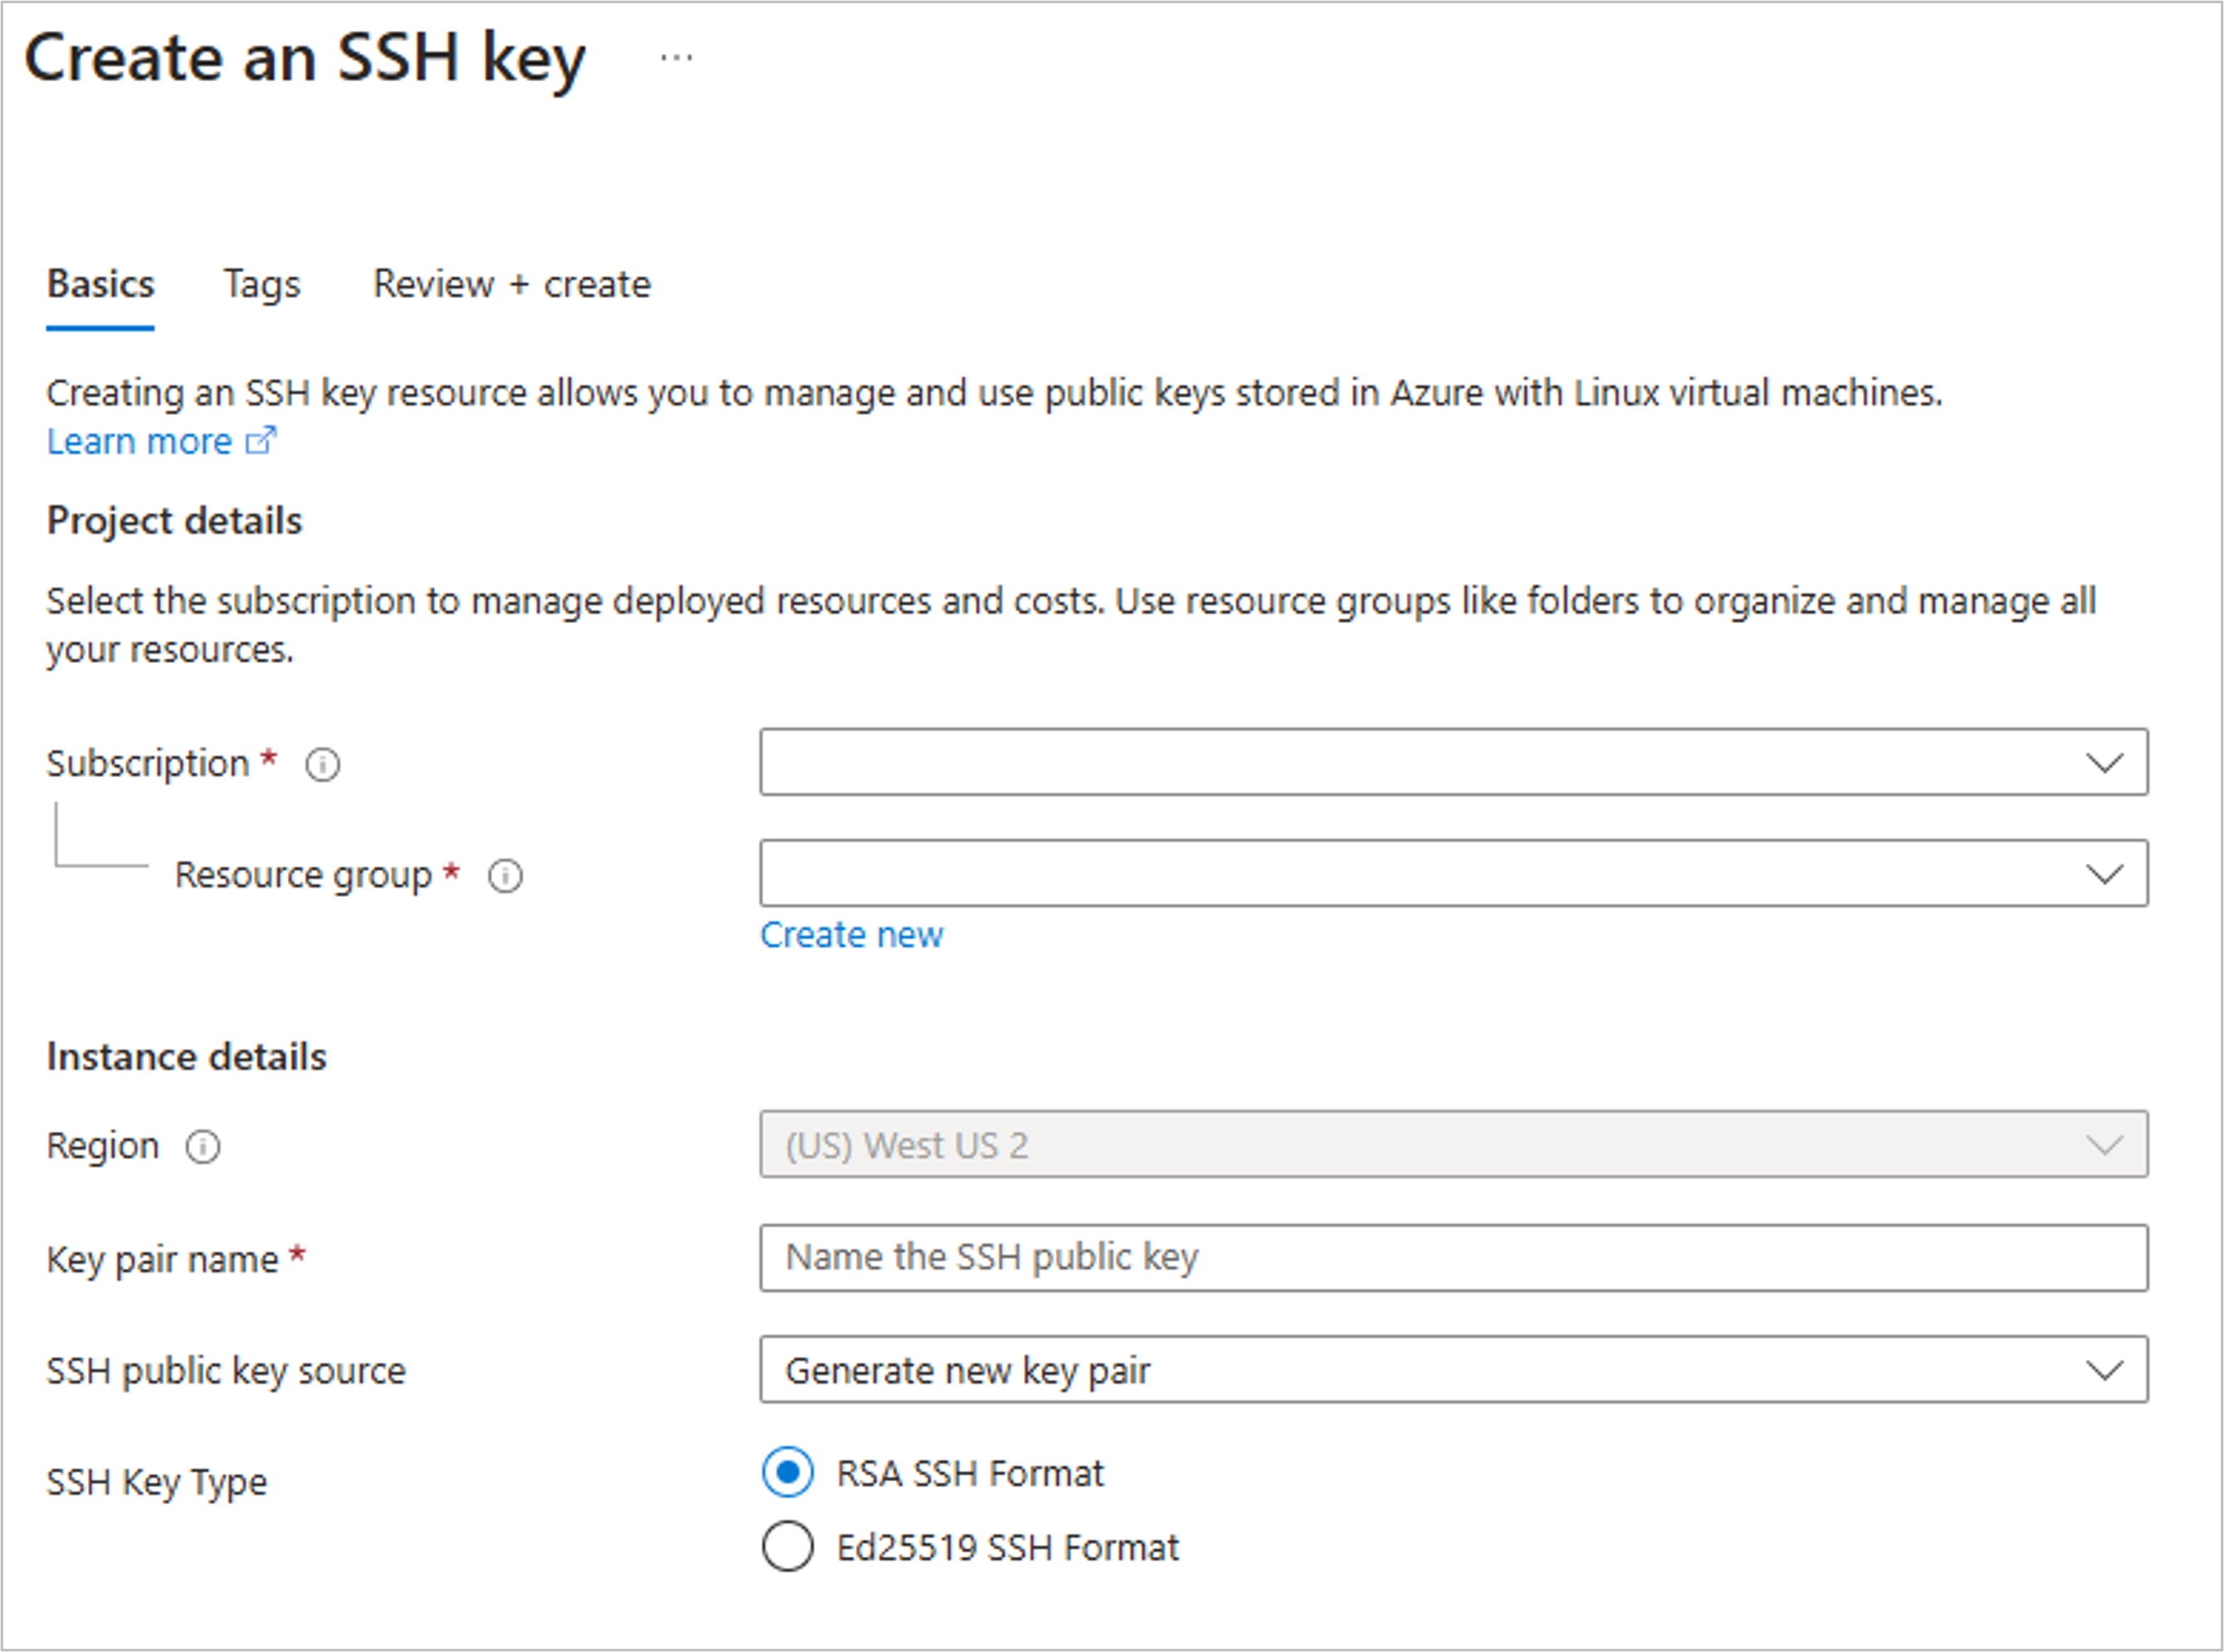 Create an SSH key ...
Basics Tags Review + create
Creating an SSH key resource allows you to manage and use public keys stored in Azure with Linux virtual machines.
Learn more
Project details
Select the subscription to manage deployed resources and costs. Use resource groups like folders to organize and manage all
your resources.
Subscription *
Resource group *
Create new
Instance details
Region (US) West US 2
Key pair name * Name the SSH public key
SSH public key source Generate new key pair
SSH Key Type RSA SSH Format
Ed25519 SSH Format